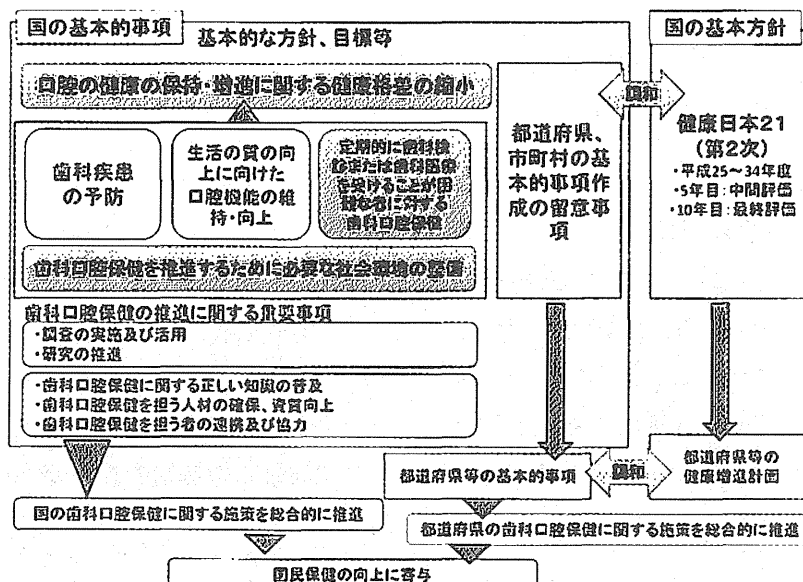 国の基本的事項
基本的な方針、目標等
口腔の健康の保持・増進に関する健康格差の縮小
歯科疾患
の予防
生活の質の向
上に向けた
口腔機能の維
持・向上
定期的に歯科検
診または歯科医療
を受けることが困
難な者に対する
歯科口腔保健
歯科口腔保健を推進するために必要な社会環境の整備
都道府県、
市町村の基
本的事項作
成の留意事
項
調和
国の基本方針
健康日本21
(第2次)
・平成25～34年度
・5年目：中間評価
・10年目：最終評価
歯科口腔保健の推進に関する重要事項
・調査の実施及び活用
・研究の推進
・歯科口腔保健に関する正しい知識の普及
・歯科口腔保健を担う人材の確保、資質向上
・歯科口腔保健を担う者の連携及び協力
都道府県等の基本的事項
調和
都道府県等の
健康増進計画
国の歯科口腔保健に関する施策を総合的に推進
都道府県の歯科口腔保健に関する施策を総合的に推進
国民保健の向上に寄与